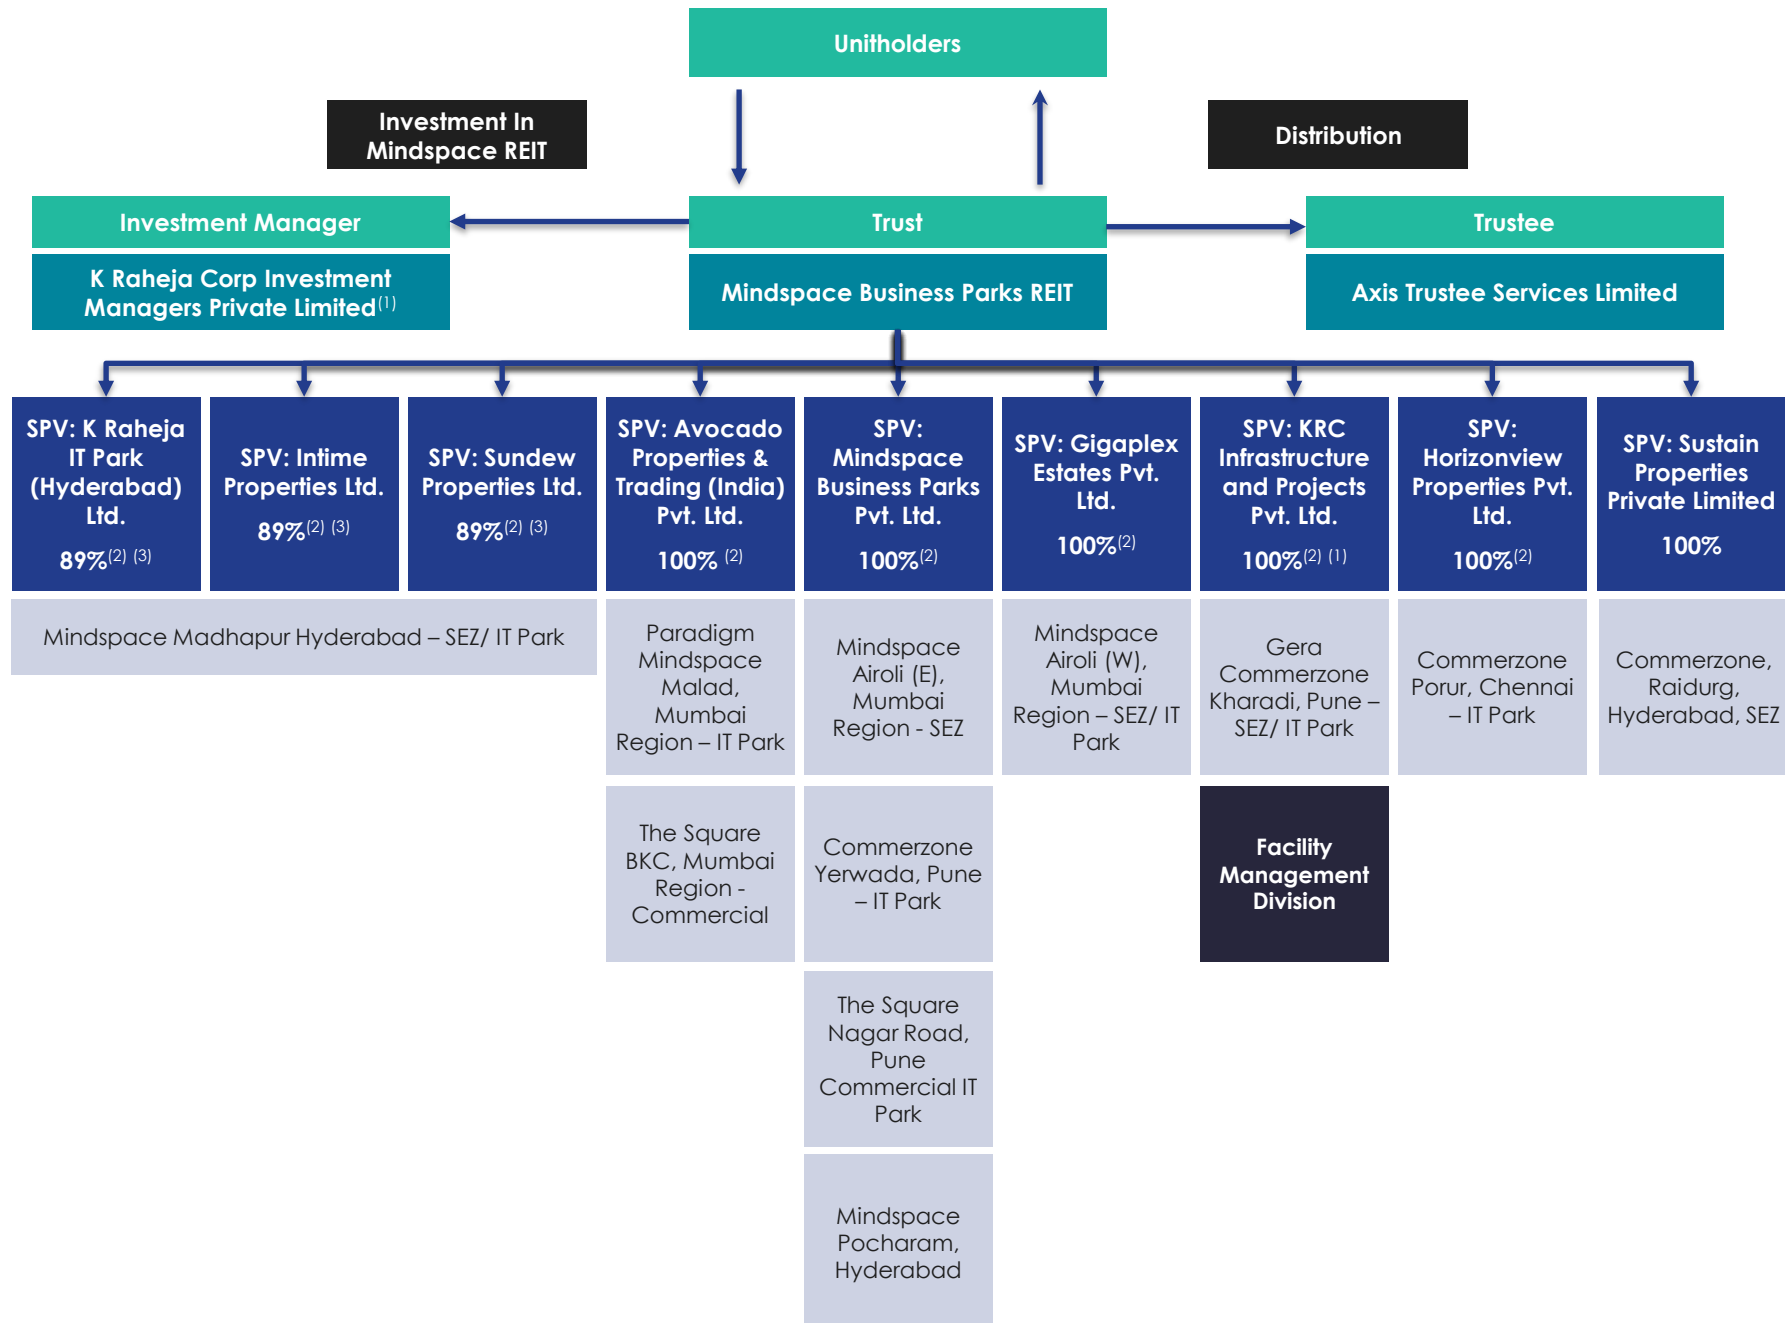 Unitholders
Investment In
Mindspace REIT
Distribution
Investment Manager
Trust
Trustee
K Raheja Corp Investment
Managers Private Limited(1)
Mindspace Business Parks REIT
Axis Trustee Services Limited
SPV: K Raheja
IT Park
(Hyderabad)
Ltd.
89%(2) (3)
SPV: Intime
Properties Ltd.
89%(2) (3)
SPV: Sundew
Properties Ltd.
89%(2) (3)
SPV: Avocado
Properties &
Trading (India)
Pvt. Ltd.
100% (2)
SPV:
Mindspace
Business Parks
Pvt. Ltd.
100%(2)
SPV: Gigaplex
Estates Pvt.
Ltd.
100%(2)
SPV: KRC
Infrastructure
and Projects
Pvt. Ltd.
100%(2) (1)
SPV:
Horizonview
Properties Pvt.
Ltd.
100%(2)
SPV: Sustain
Properties
Private Limited
100%
Mindspace Madhapur Hyderabad – SEZ/ IT Park
Paradigm
Mindspace
Malad,
Mumbai
Region – IT Park
Mindspace
Airoli (E),
Mumbai
Region - SEZ
Mindspace
Airoli (W),
Mumbai
Region – SEZ/ IT
Park
Gera
Commerzone
Kharadi, Pune –
SEZ/ IT Park
Commerzone
Porur, Chennai
– IT Park
Commerzone,
Raidurg,
Hyderabad, SEZ
The Square
BKC, Mumbai
Region -
Commercial
Commerzone
Yerwada, Pune
– IT Park
Facility
Management
Division
The Square
Nagar Road,
Pune
Commercial IT
Park
Mindspace
Pocharam,
Hyderabad